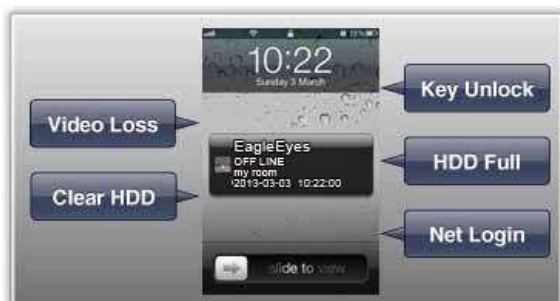 10:22
Sunday 3 March
Key Unlock
Video Loss
EagleEyes
OFF LINE
my room
2013-03-03 10:22:00
HDD Full
Clear HDD
Net Login
slide to view